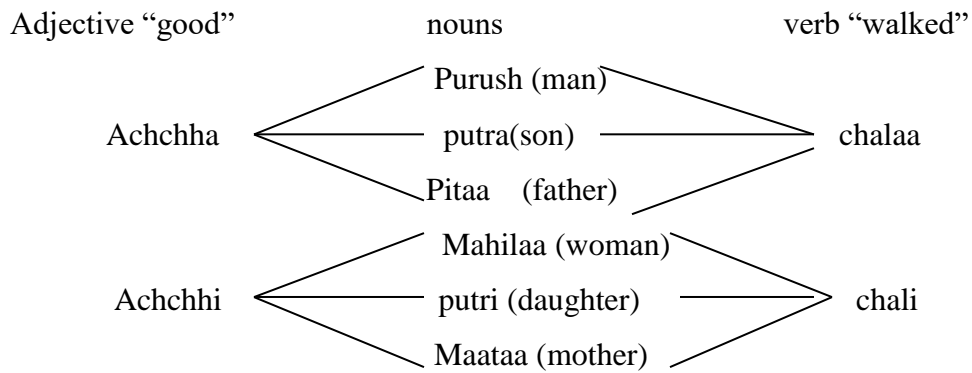 Adjective “good” nouns verb “walked”
Purush (man)
Achchha putra(son) chalaa
Pitaa (father)
Mahilaa (woman)
Achchhi putri (daughter) chali
Maataa (mother)